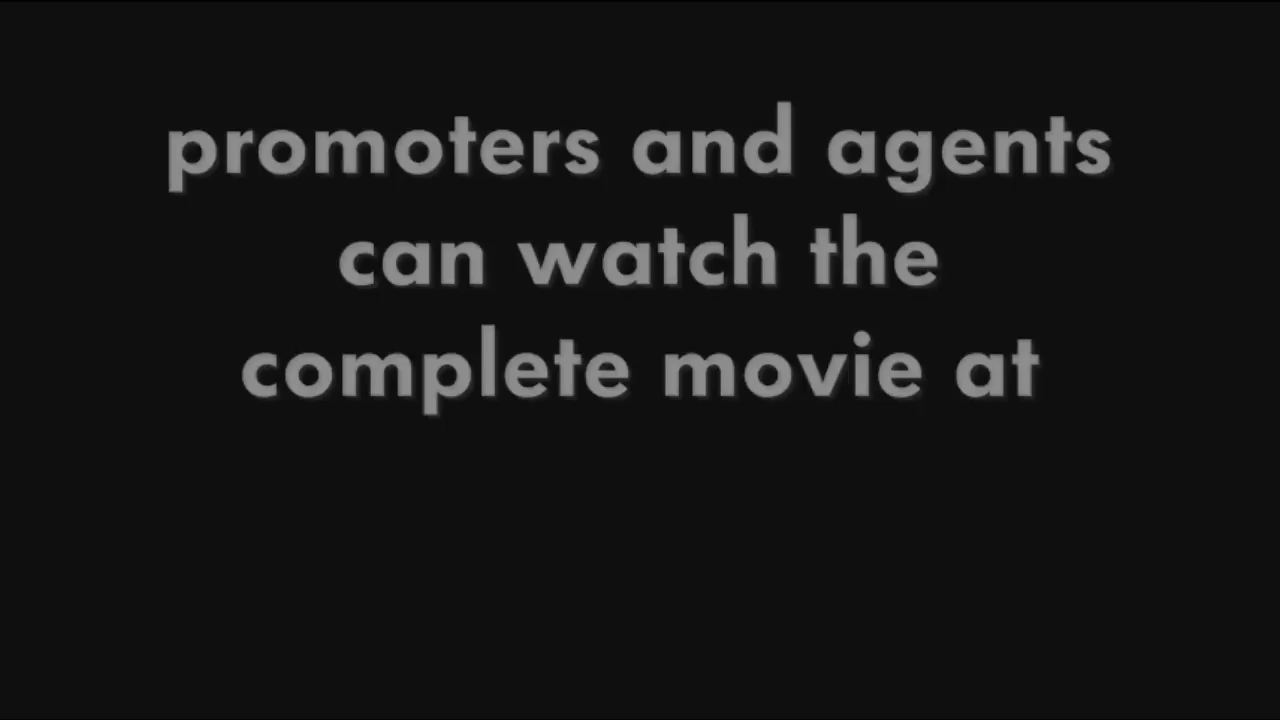 promoters and agents
can watch the
complete movie at